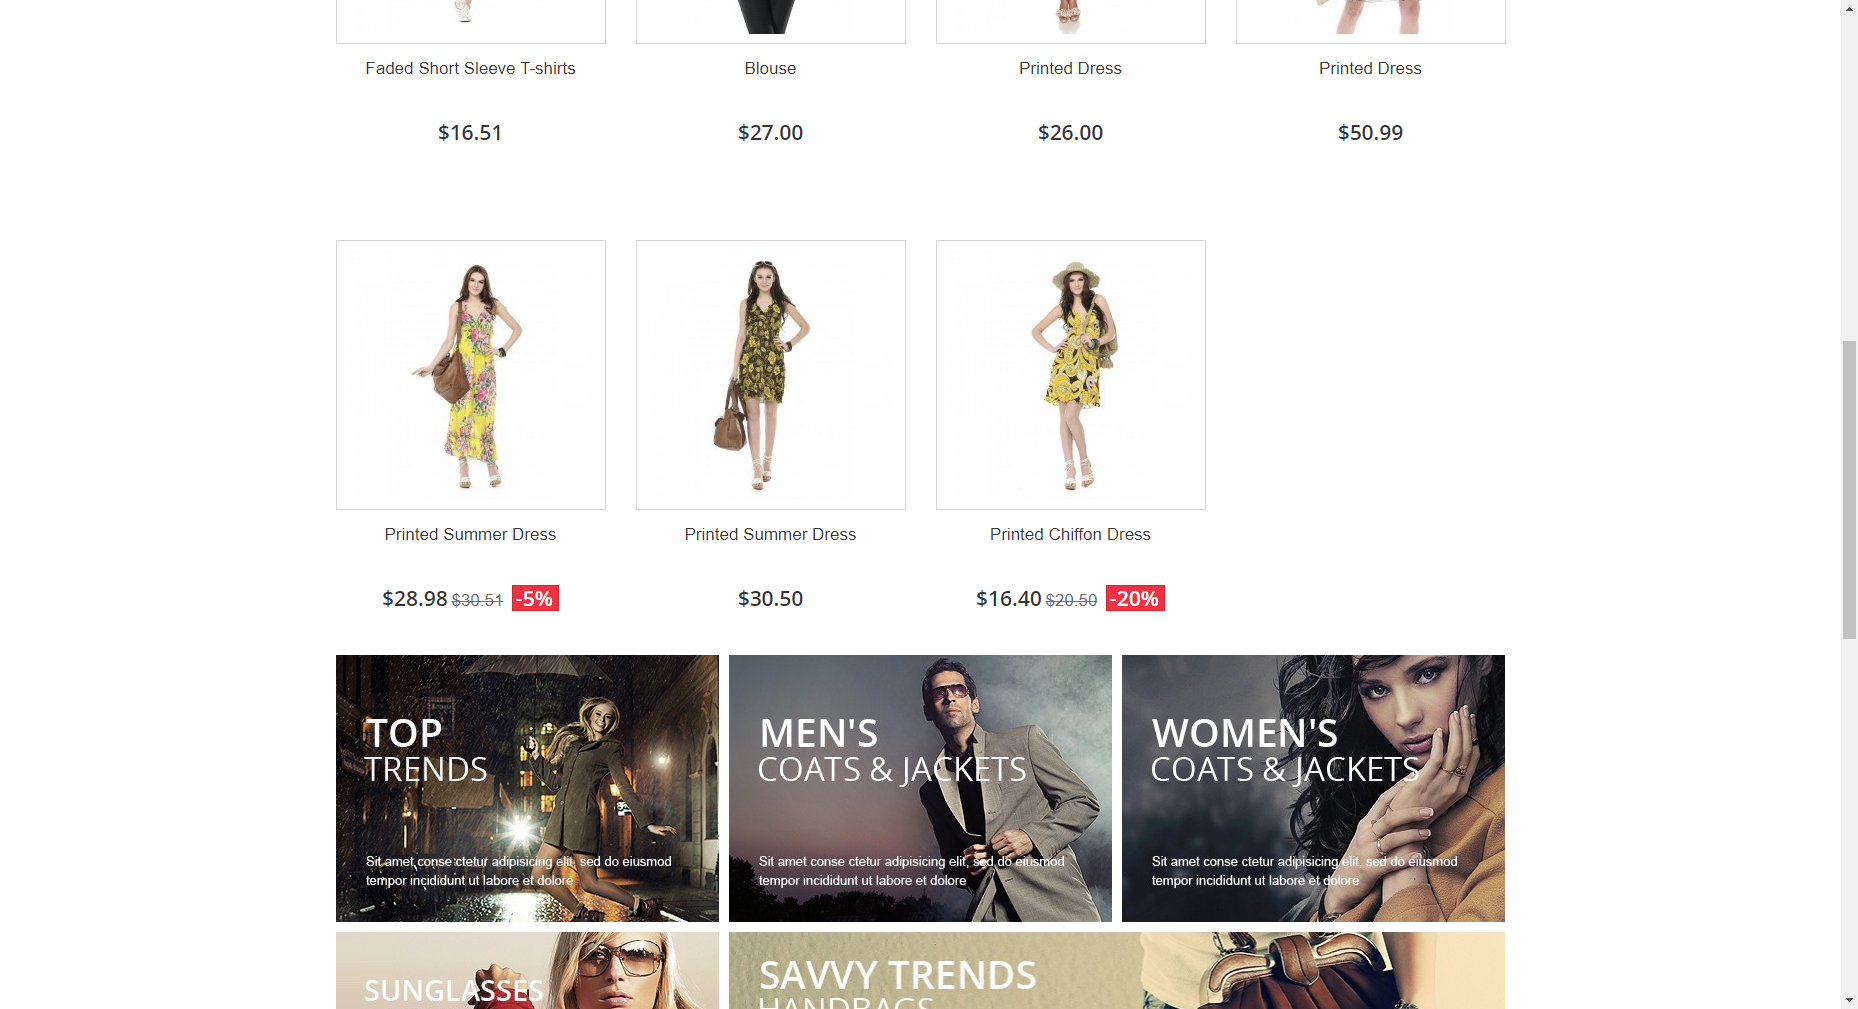 Faded Short Sleeve T-shirts
Blouse
Printed Dress
Printed Dress
$16.51
$27.00
$26.00
$50.99
Printed Summer Dress
Printed Summer Dress
Printed Chiffon Dress
$28.98 $30.51 -5%
$30.50
$16.40 $20.50 -20%
TOP
TRENDS
Sit amet conse ctetur adipisicing elit, sed do eiusmod
tempor incididunt ut labore et dolore
MEN'S
COATS & JACKETS
Sit amet conse ctetur adipisicing elit, sed do eiusmod
tempor incididunt ut labore et dolore
WOMEN'S
COATS & JACKETS
Sit amet conse ctetur adipisicing elit, sed do eiusmod
tempor incididunt ut labore et dolore
SUNGLASSES
SAVVY TRENDS
HANDBAGS